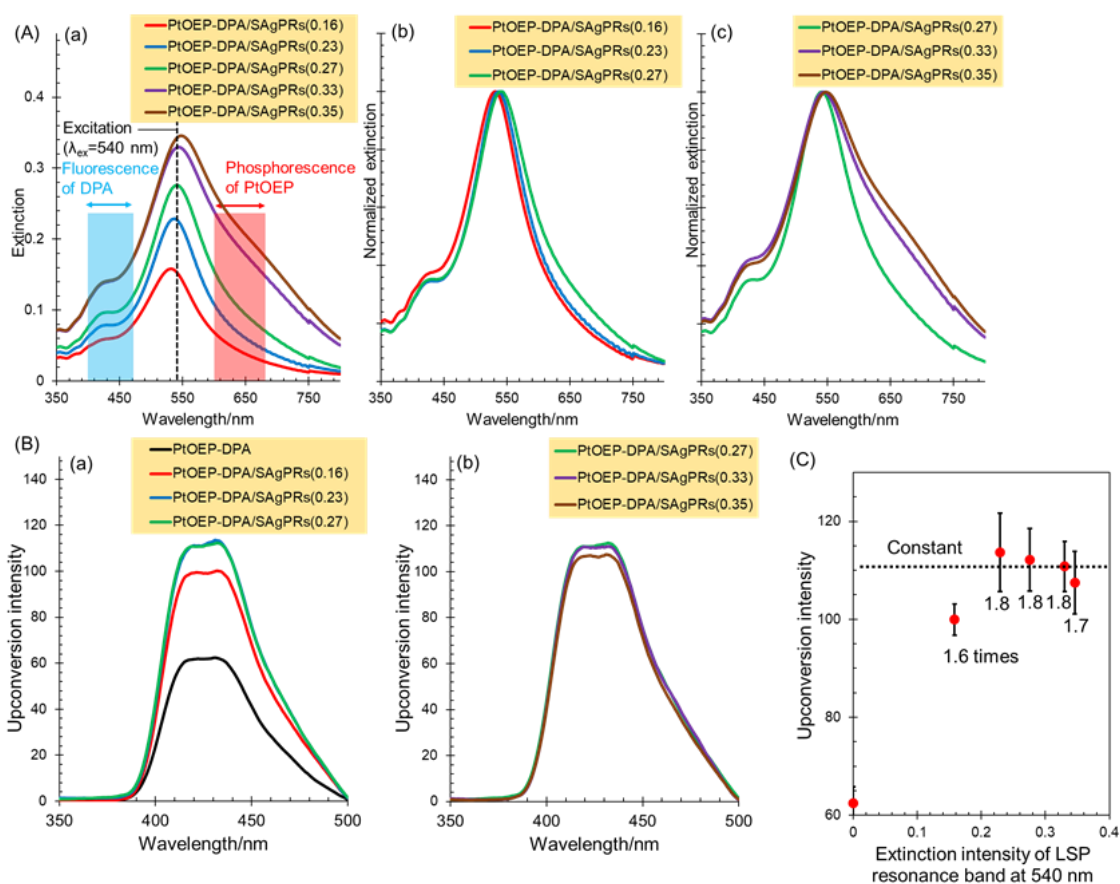 (A)
(a)
PtOEP-DPA/SAgPRs(0.16)
PtOEP-DPA/SAgPRs(0.23)
PtOEP-DPA/SAgPRs(0.27)
PtOEP-DPA/SAgPRs(0.33)
PtOEP-DPA/SAgPRs(0.35)
Excitation
(λex=540 nm)
Fluorescence
of DPA
Phosphorescence
of PtOEP
Extinction
0.4
0.3
0.2
0.1
0
350 450 550 650 750
Wavelength/nm
(b)
PtOEP-DPA/SAgPRs(0.16)
PtOEP-DPA/SAgPRs(0.23)
PtOEP-DPA/SAgPRs(0.27)
Normalized extinction
350 450 550 650 750
Wavelength/nm
(c)
PtOEP-DPA/SAgPRs(0.27)
PtOEP-DPA/SAgPRs(0.33)
PtOEP-DPA/SAgPRs(0.35)
Normalized extinction
350 450 550 650 750
Wavelength/nm
(B)
(a)
PtOEP-DPA
PtOEP-DPA/SAgPRs(0.16)
PtOEP-DPA/SAgPRs(0.23)
PtOEP-DPA/SAgPRs(0.27)
Upconversion intensity
140
120
100
80
60
40
20
0
350 400 450 500
Wavelength/nm
(b)
PtOEP-DPA/SAgPRs(0.27)
PtOEP-DPA/SAgPRs(0.33)
PtOEP-DPA/SAgPRs(0.35)
Upconversion intensity
140
120
100
80
60
40
20
0
350 400 450 500
Wavelength/nm
(C)
Upconversion intensity
120
100
80
60
Constant
1.8
1.8
1.8
1.7
1.6 times
0 0.1 0.2 0.3 0.4
Extinction intensity of LSP
resonance band at 540 nm